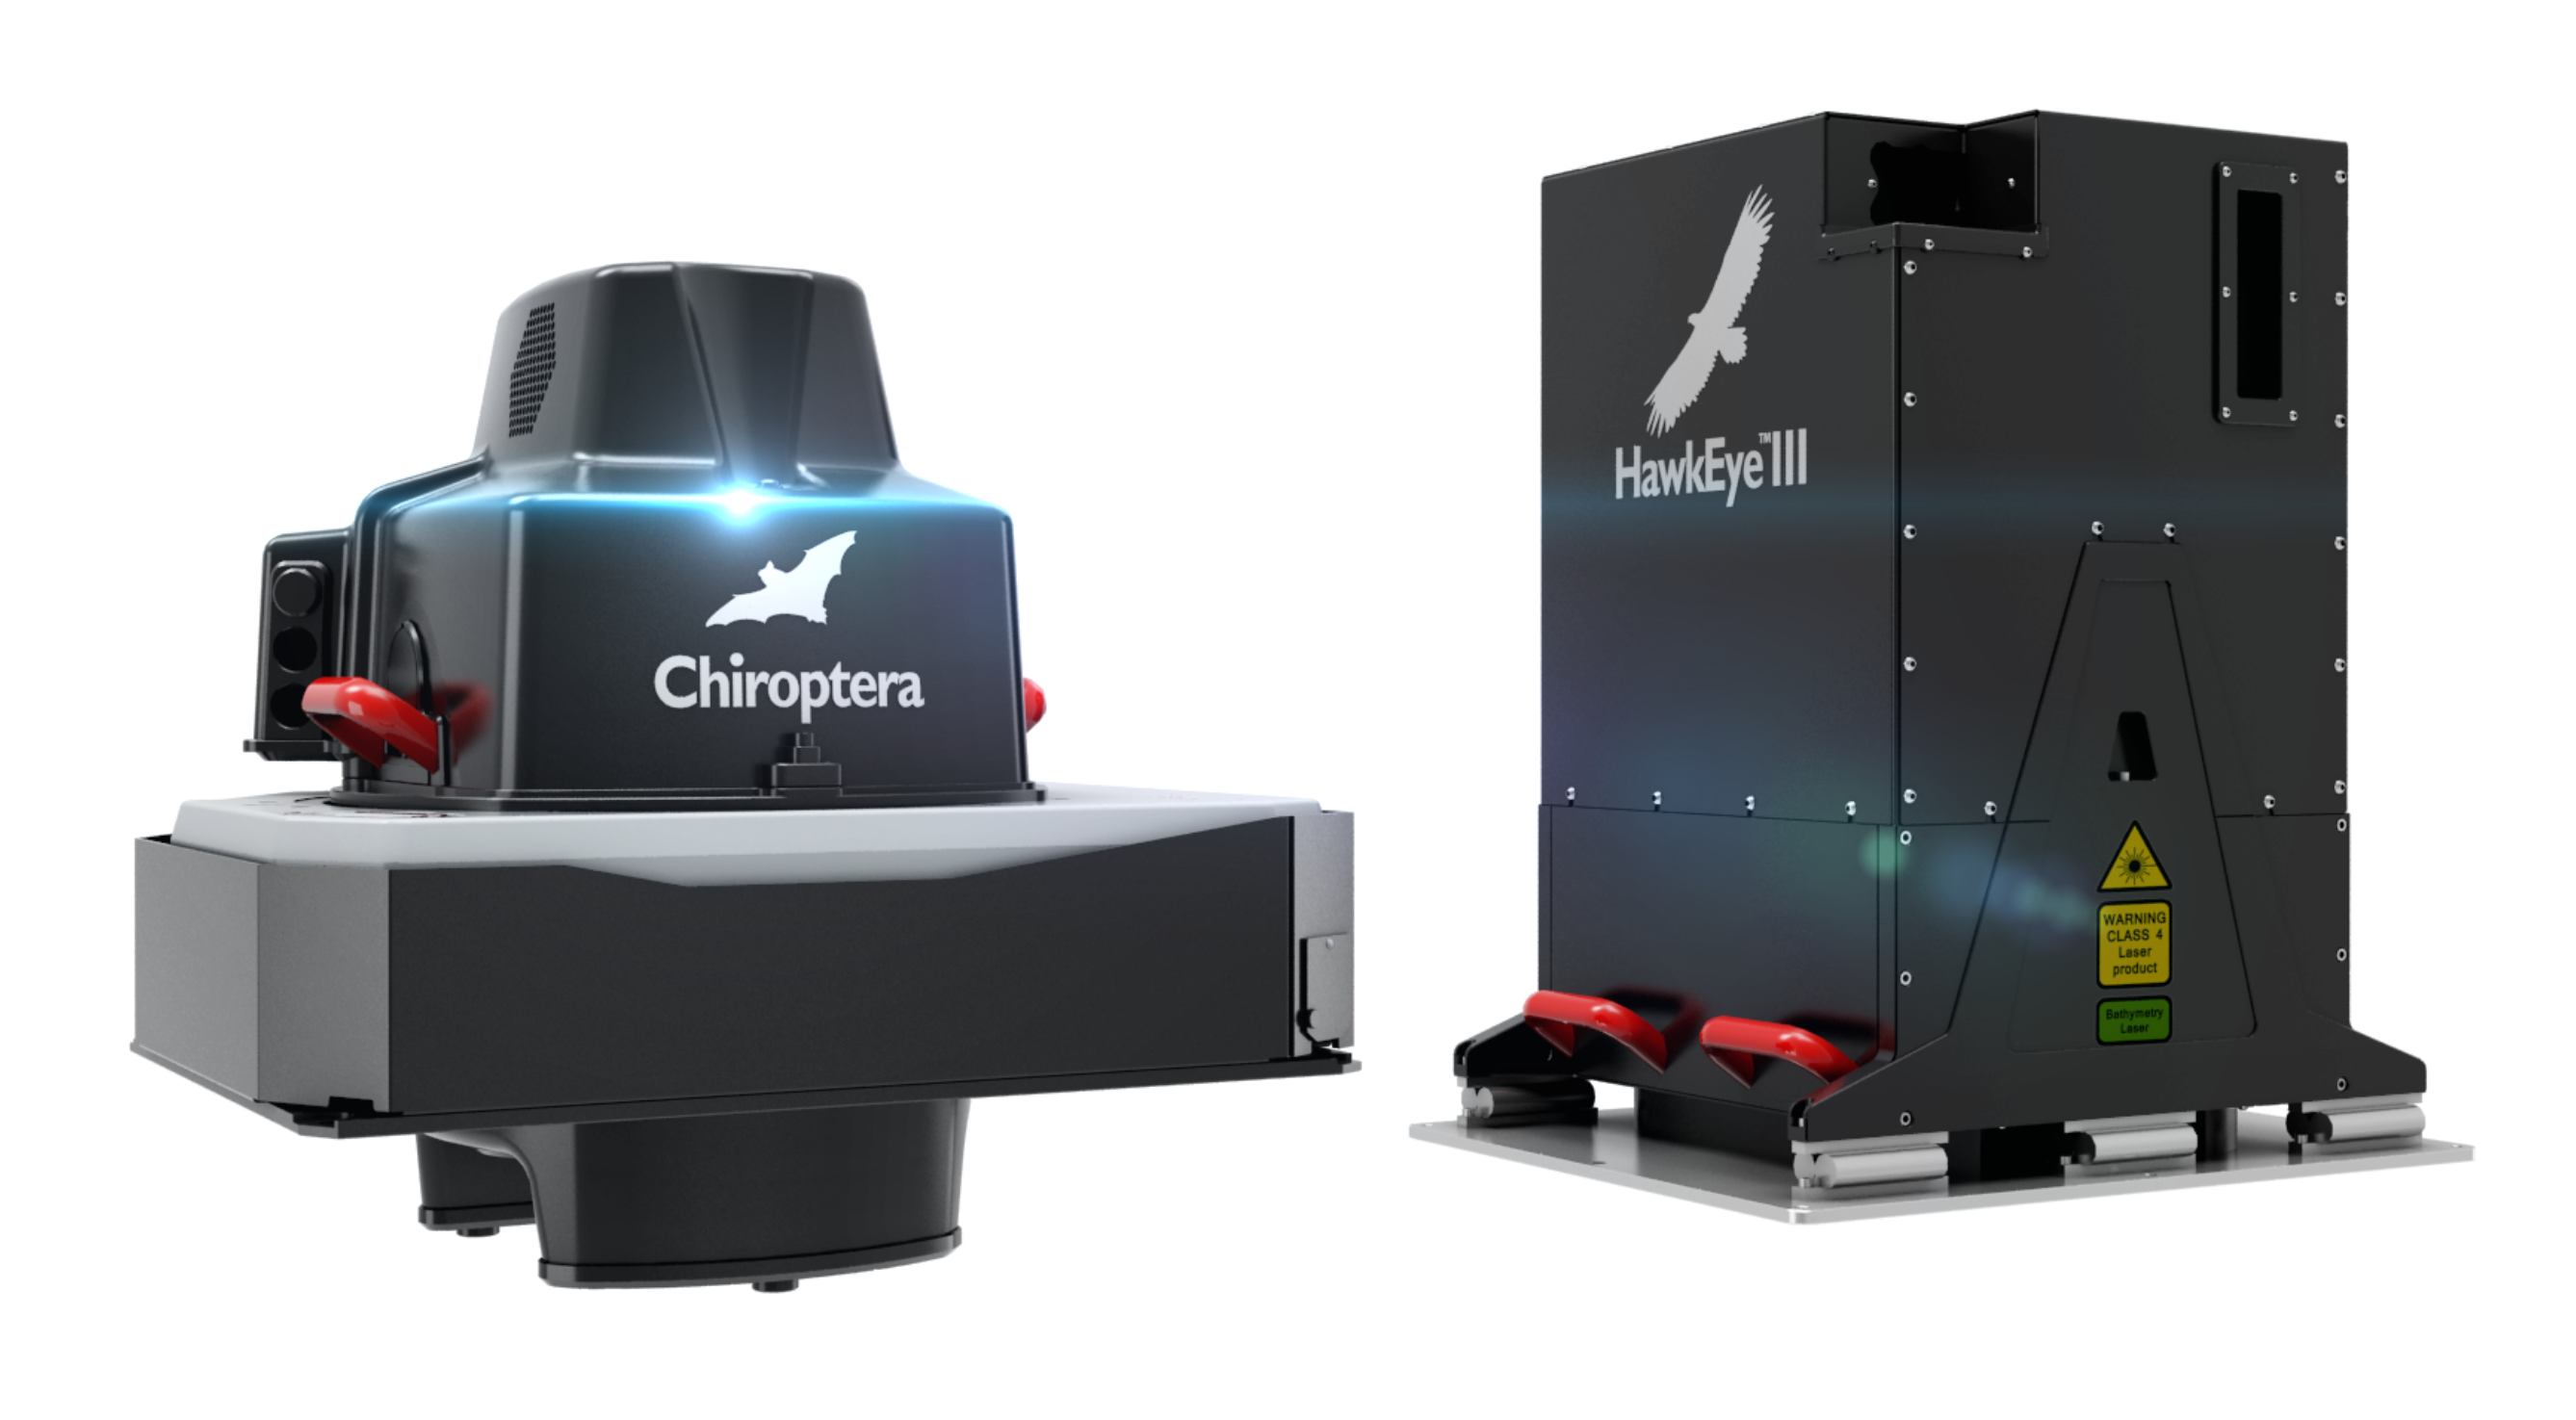 Chiroptera
HawkEye™III
WARNING
CLASS 4
Laser
product
Bathymetry
Laser